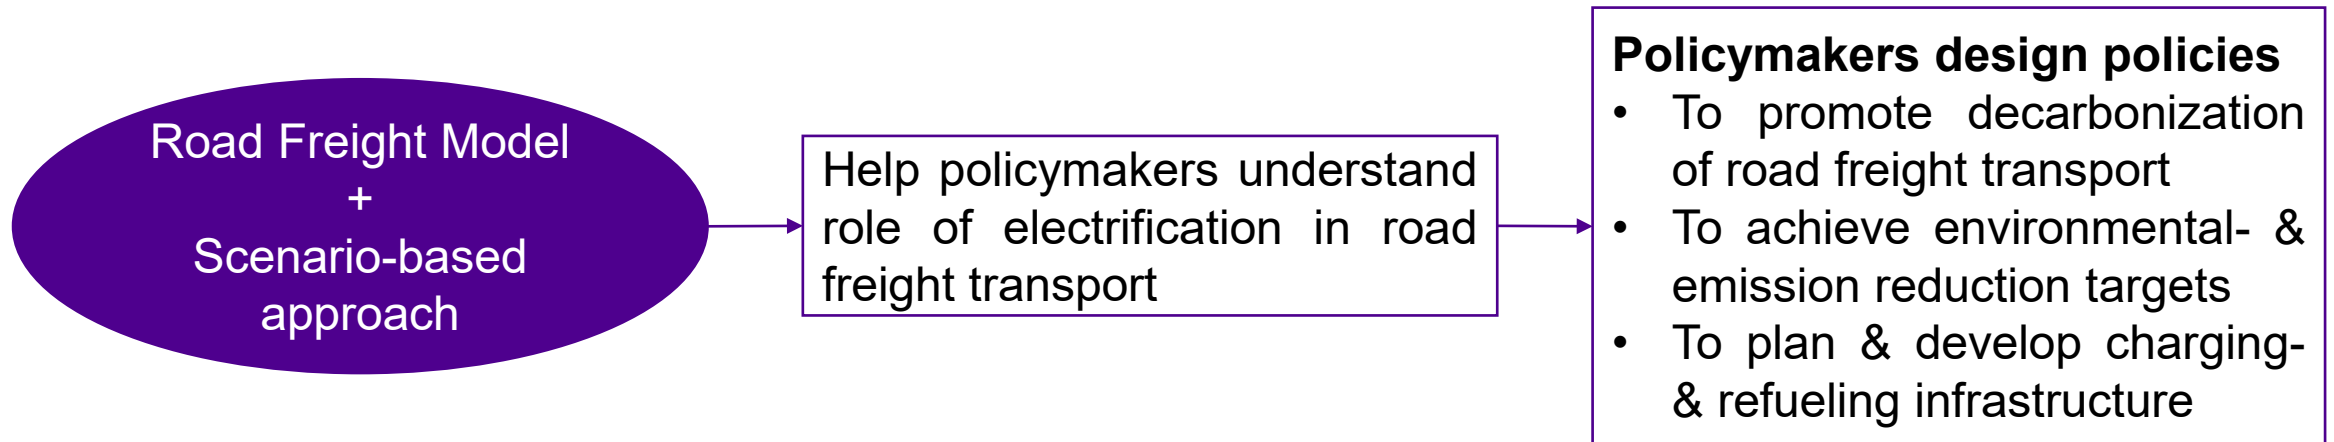 Road Freight Model
+
Scenario-based
approach
Help policymakers understand
role of electrification in road
freight transport
Policymakers design policies
• To promote decarbonization
of road freight transport
• To achieve environmental- &
emission reduction targets
• To plan & develop charging-
& refueling infrastructure